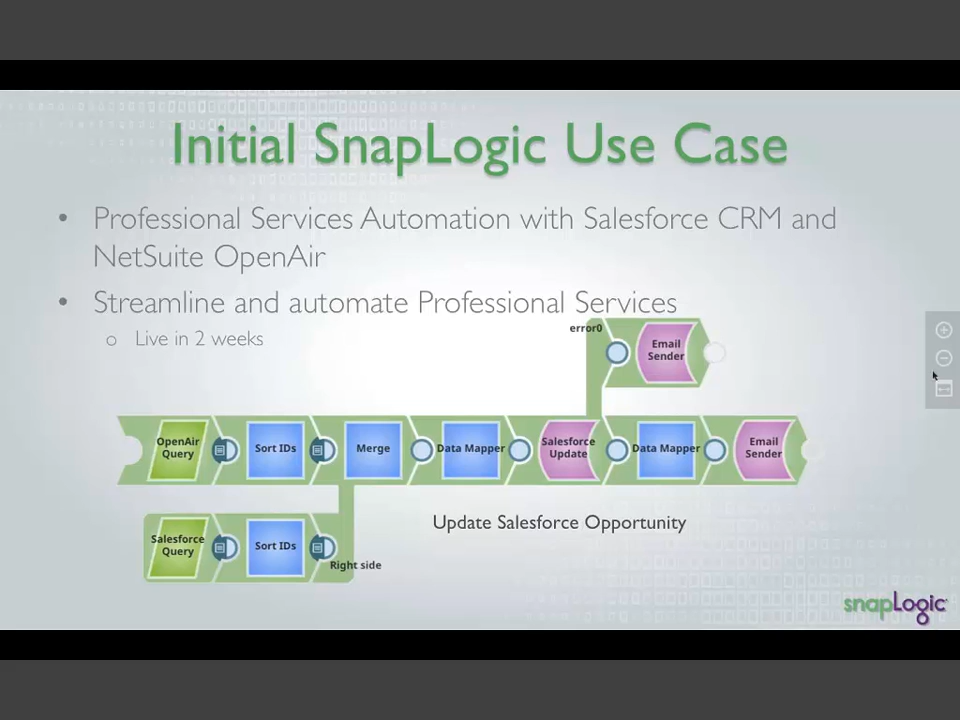 Initial SnapLogic Use Case
• Professional Services Automation with Salesforce CRM and
NetSuite OpenAir
• Streamline and automate Professional Services
o Live in 2 weeks
error0
Email
Sender
OpenAir
Query
Sort IDs
Merge
Data Mapper
Salesforce
Update
Data Mapper
Email
Sender
Salesforce
Query
Sort IDs
Right side
Update Salesforce Opportunity
snapLogic